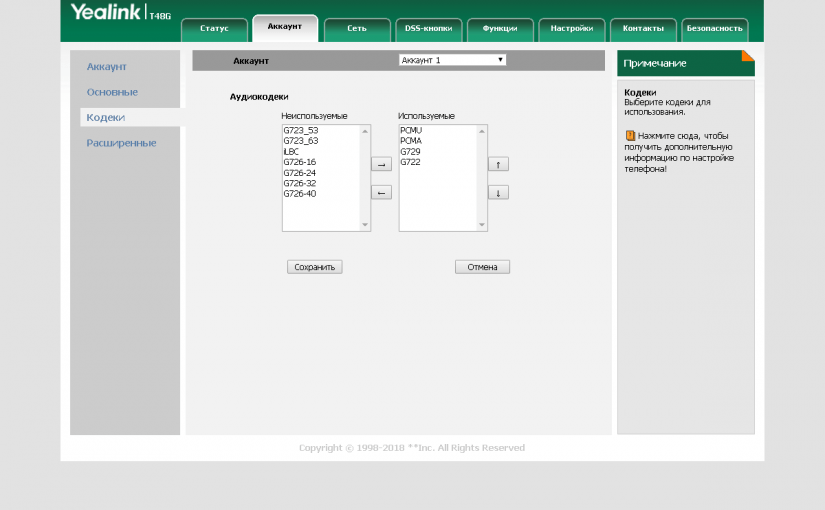 Yealink T48G
Статус
Аккаунт
Сеть
DSS-кнопки
Функции
Настройки
Контакты
Безопасность
Аккаунт
Основные
Кодеки
Расширенные
Аккаунт
Аккаунт 1
Аудиокодеки
Неиспользуемые
G723_53
G723_63
iLBC
G726-16
G726-24
G726-32
G726-40
→
←
Используемые
PCMU
PCMA
G729
G722
↑
↓
Сохранить
Отмена
Примечание
Кодеки
Выберите кодеки для
использования.
Нажмите сюда, чтобы
получить дополнительную
информацию по настройке
телефона!
Copyright © 1998-2018 **Inc. All Rights Reserved